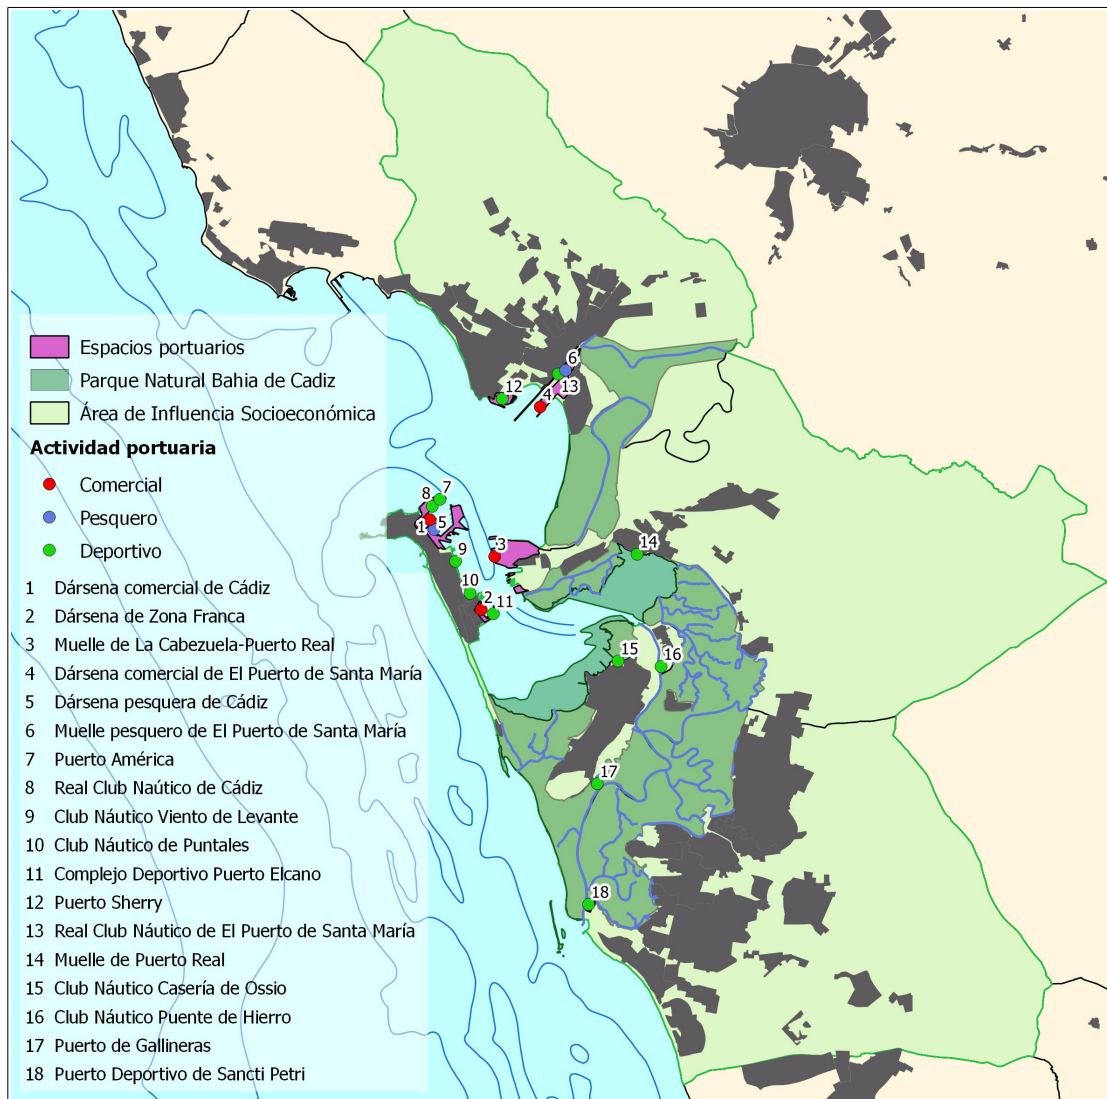 Espacios portuarios
Parque Natural Bahia de Cadiz
Área de Influencia Socioeconómica
Actividad portuaria
Comercial
Pesquero
Deportivo
1 Dársena comercial de Cádiz
2 Dársena de Zona Franca
3 Muelle de La Cabezuela-Puerto Real
4 Dársena comercial de El Puerto de Santa María
5 Dársena pesquera de Cádiz
6 Muelle pesquero de El Puerto de Santa María
7 Puerto América
8 Real Club Naútico de Cádiz
9 Club Náutico Viento de Levante
10 Club Náutico de Puntales
11 Complejo Deportivo Puerto Elcano
12 Puerto Sherry
13 Real Club Náutico de El Puerto de Santa María
14 Muelle de Puerto Real
15 Club Náutico Casería de Ossio
16 Club Náutico Puente de Hierro
17 Puerto de Gallineras
18 Puerto Deportivo de Sancti Petri
6
12
13
4
7
8
1
5
3
9
14
10
2
11
15
16
17
18